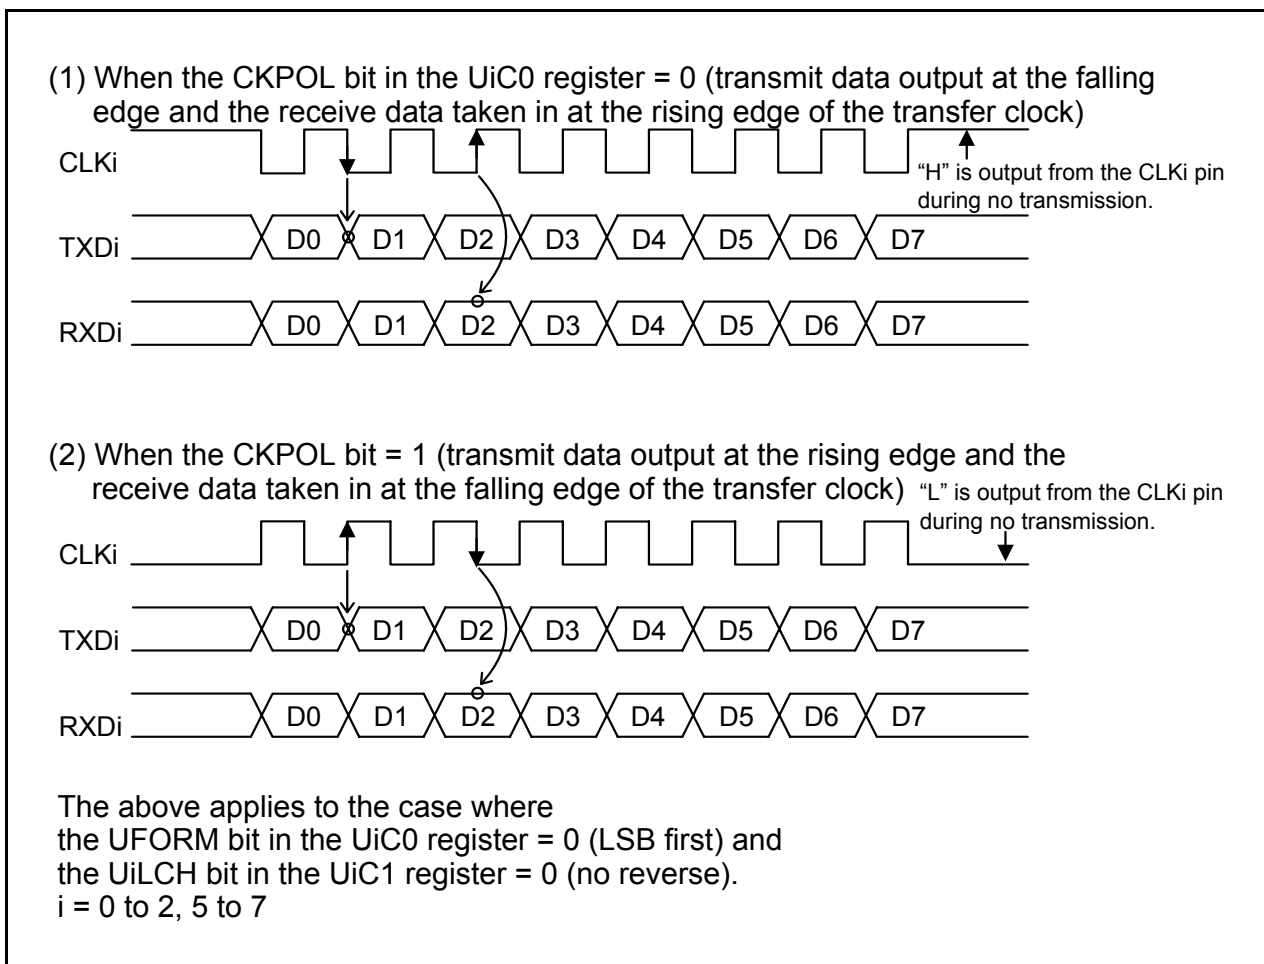 (1) When the CKPOL bit in the UiC0 register = 0 (transmit data output at the falling
edge and the receive data taken in at the rising edge of the transfer clock)
CLKi
“H” is output from the CLKi pin
during no transmission.
TXDi D0 D1 D2 D3 D4 D5 D6 D7
RXDi D0 D1 D2 D3 D4 D5 D6 D7
(2) When the CKPOL bit = 1 (transmit data output at the rising edge and the
receive data taken in at the falling edge of the transfer clock)
“L” is output from the CLKi pin
during no transmission.
CLKi
TXDi D0 D1 D2 D3 D4 D5 D6 D7
RXDi D0 D1 D2 D3 D4 D5 D6 D7
The above applies to the case where
the UFORM bit in the UiC0 register = 0 (LSB first) and
the UiLCH bit in the UiC1 register = 0 (no reverse).
i = 0 to 2, 5 to 7